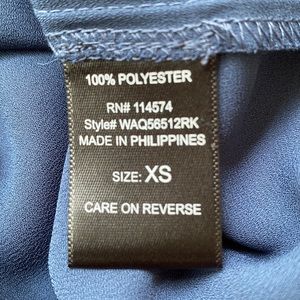 100% POLYESTER
RN# 114574
Style# WAQ56512RK
MADE IN PHILIPPINES
SIZE: XS
CARE ON REVERSE